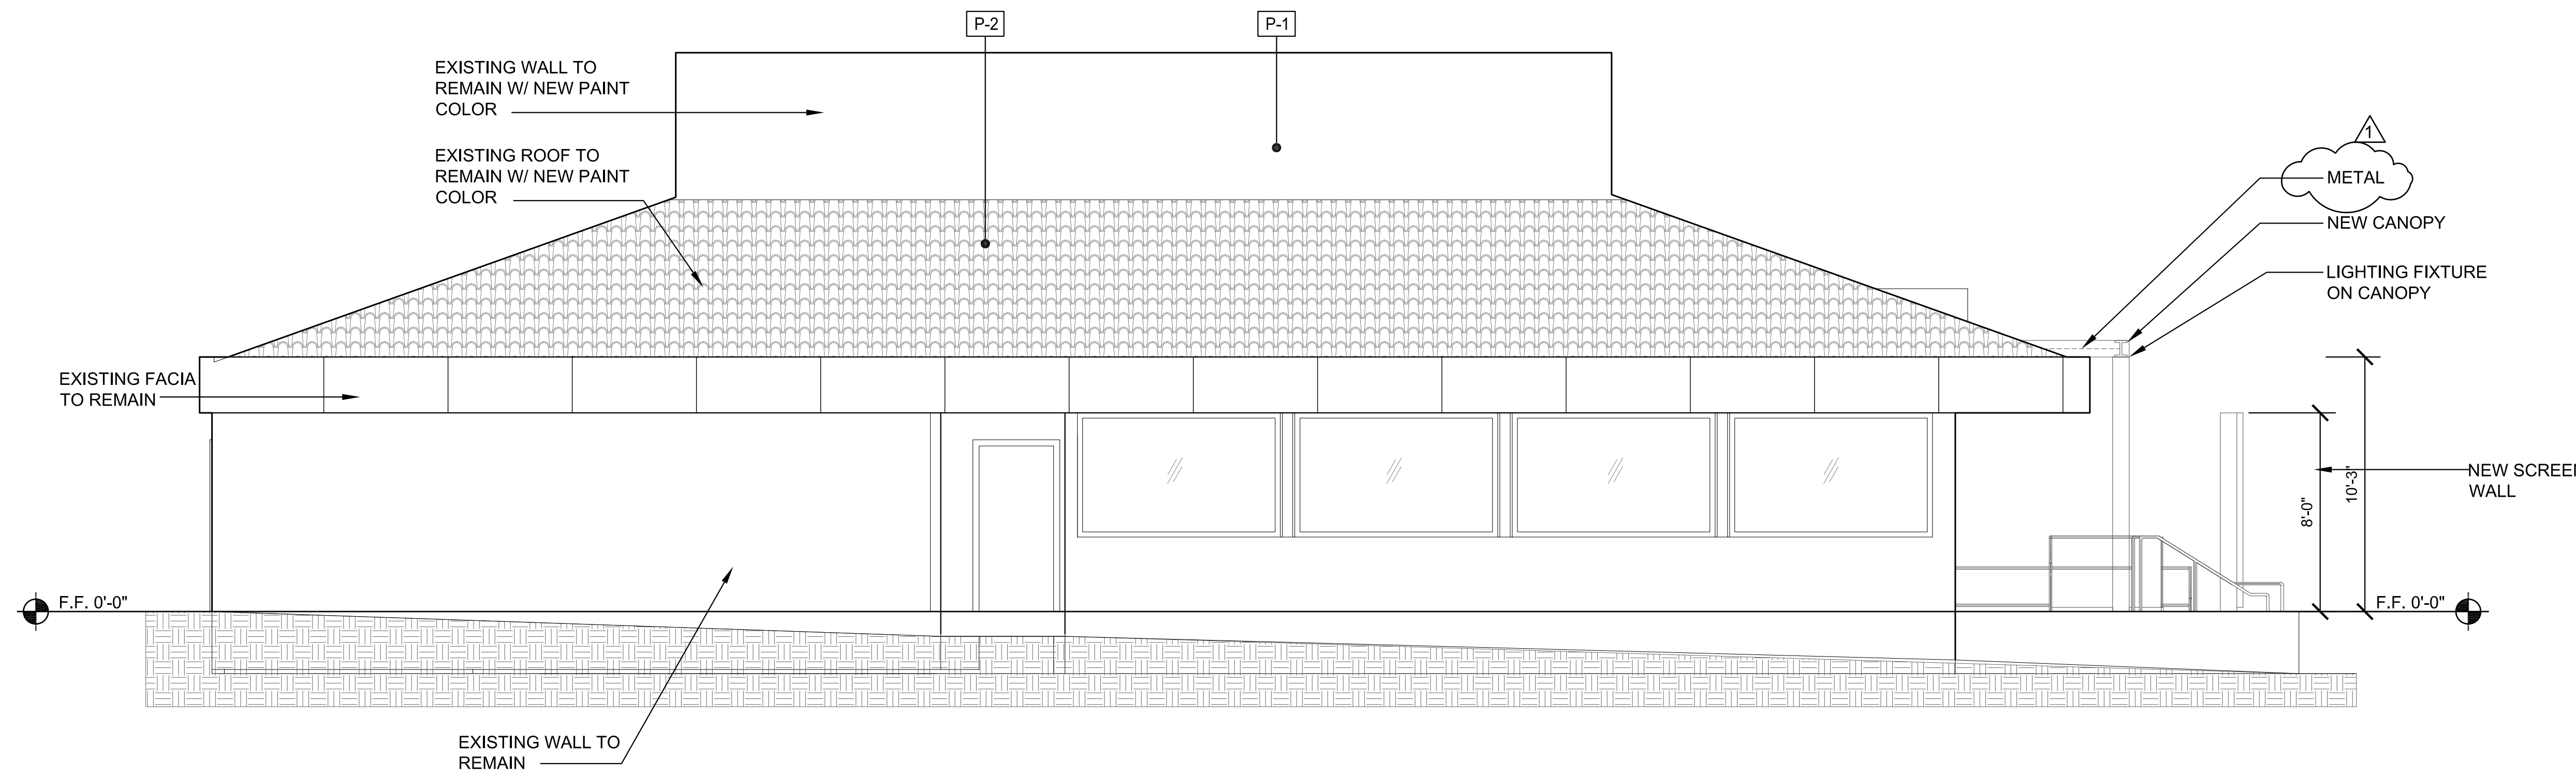 P-2
P-1
EXISTING WALL TO
REMAIN W/ NEW PAINT
COLOR
EXISTING ROOF TO
REMAIN W/ NEW PAINT
COLOR
1
METAL
NEW CANOPY
LIGHTING FIXTURE
ON CANOPY
EXISTING FACIA
TO REMAIN
NEW SCREEN
WALL
10'-3"
8'-0"
F.F. 0'-0"
F.F. 0'-0"
EXISTING WALL TO
REMAIN